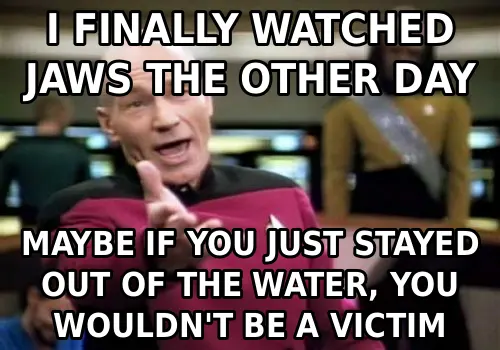 I FINALLY WATCHED
JAWS THE OTHER DAY
MAYBE IF YOU JUST STAYED
OUT OF THE WATER, YOU
WOULDN'T BE A VICTIM